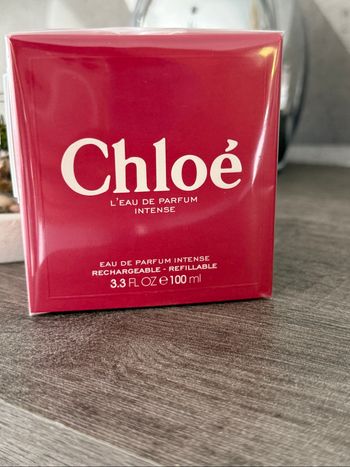 Chloé
L'EAU DE PARFUM
INTENSE
EAU DE PARFUM INTENSE
RECHARGEABLE - REFILLABLE
3.3 FL OZ e 100 ml